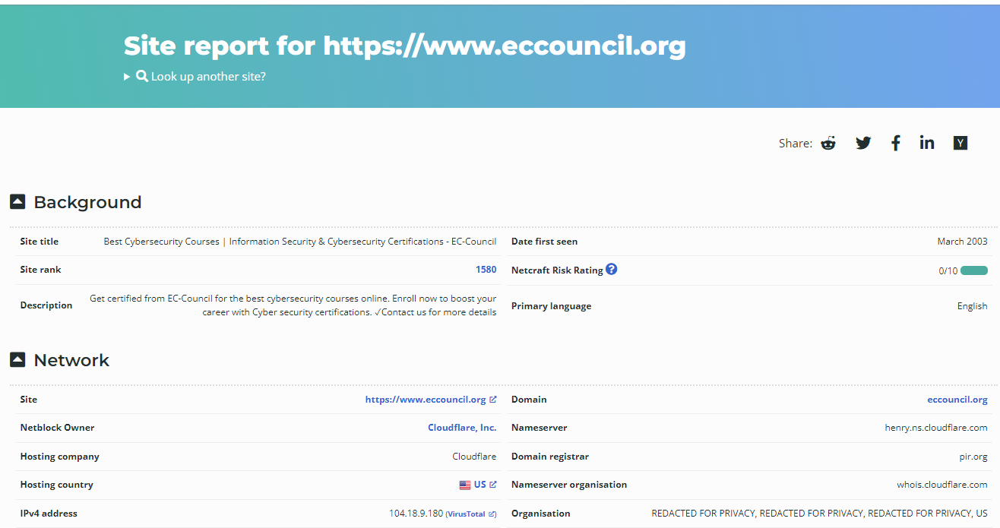 Site report for https://www.eccouncil.org
Look up another site?
Share:
Background
Site title Best Cybersecurity Courses | Information Security & Cybersecurity Certifications - EC-Council Date first seen March 2003
Site rank 1580 Netcraft Risk Rating ? 0/10
Description Get certified from EC-Council for the best cybersecurity courses online. Enroll now to boost your
career with Cyber security certifications. ✓Contact us for more details Primary language English
Network
Site https://www.eccouncil.org Domain eccouncil.org
Netblock Owner Cloudflare, Inc. Nameserver henry.ns.cloudflare.com
Hosting company Cloudflare Domain registrar pir.org
Hosting country US Nameserver organisation whois.cloudflare.com
IPv4 address 104.18.9.180 (VirusTotal) Organisation REDACTED FOR PRIVACY, REDACTED FOR PRIVACY, REDACTED FOR PRIVACY, US